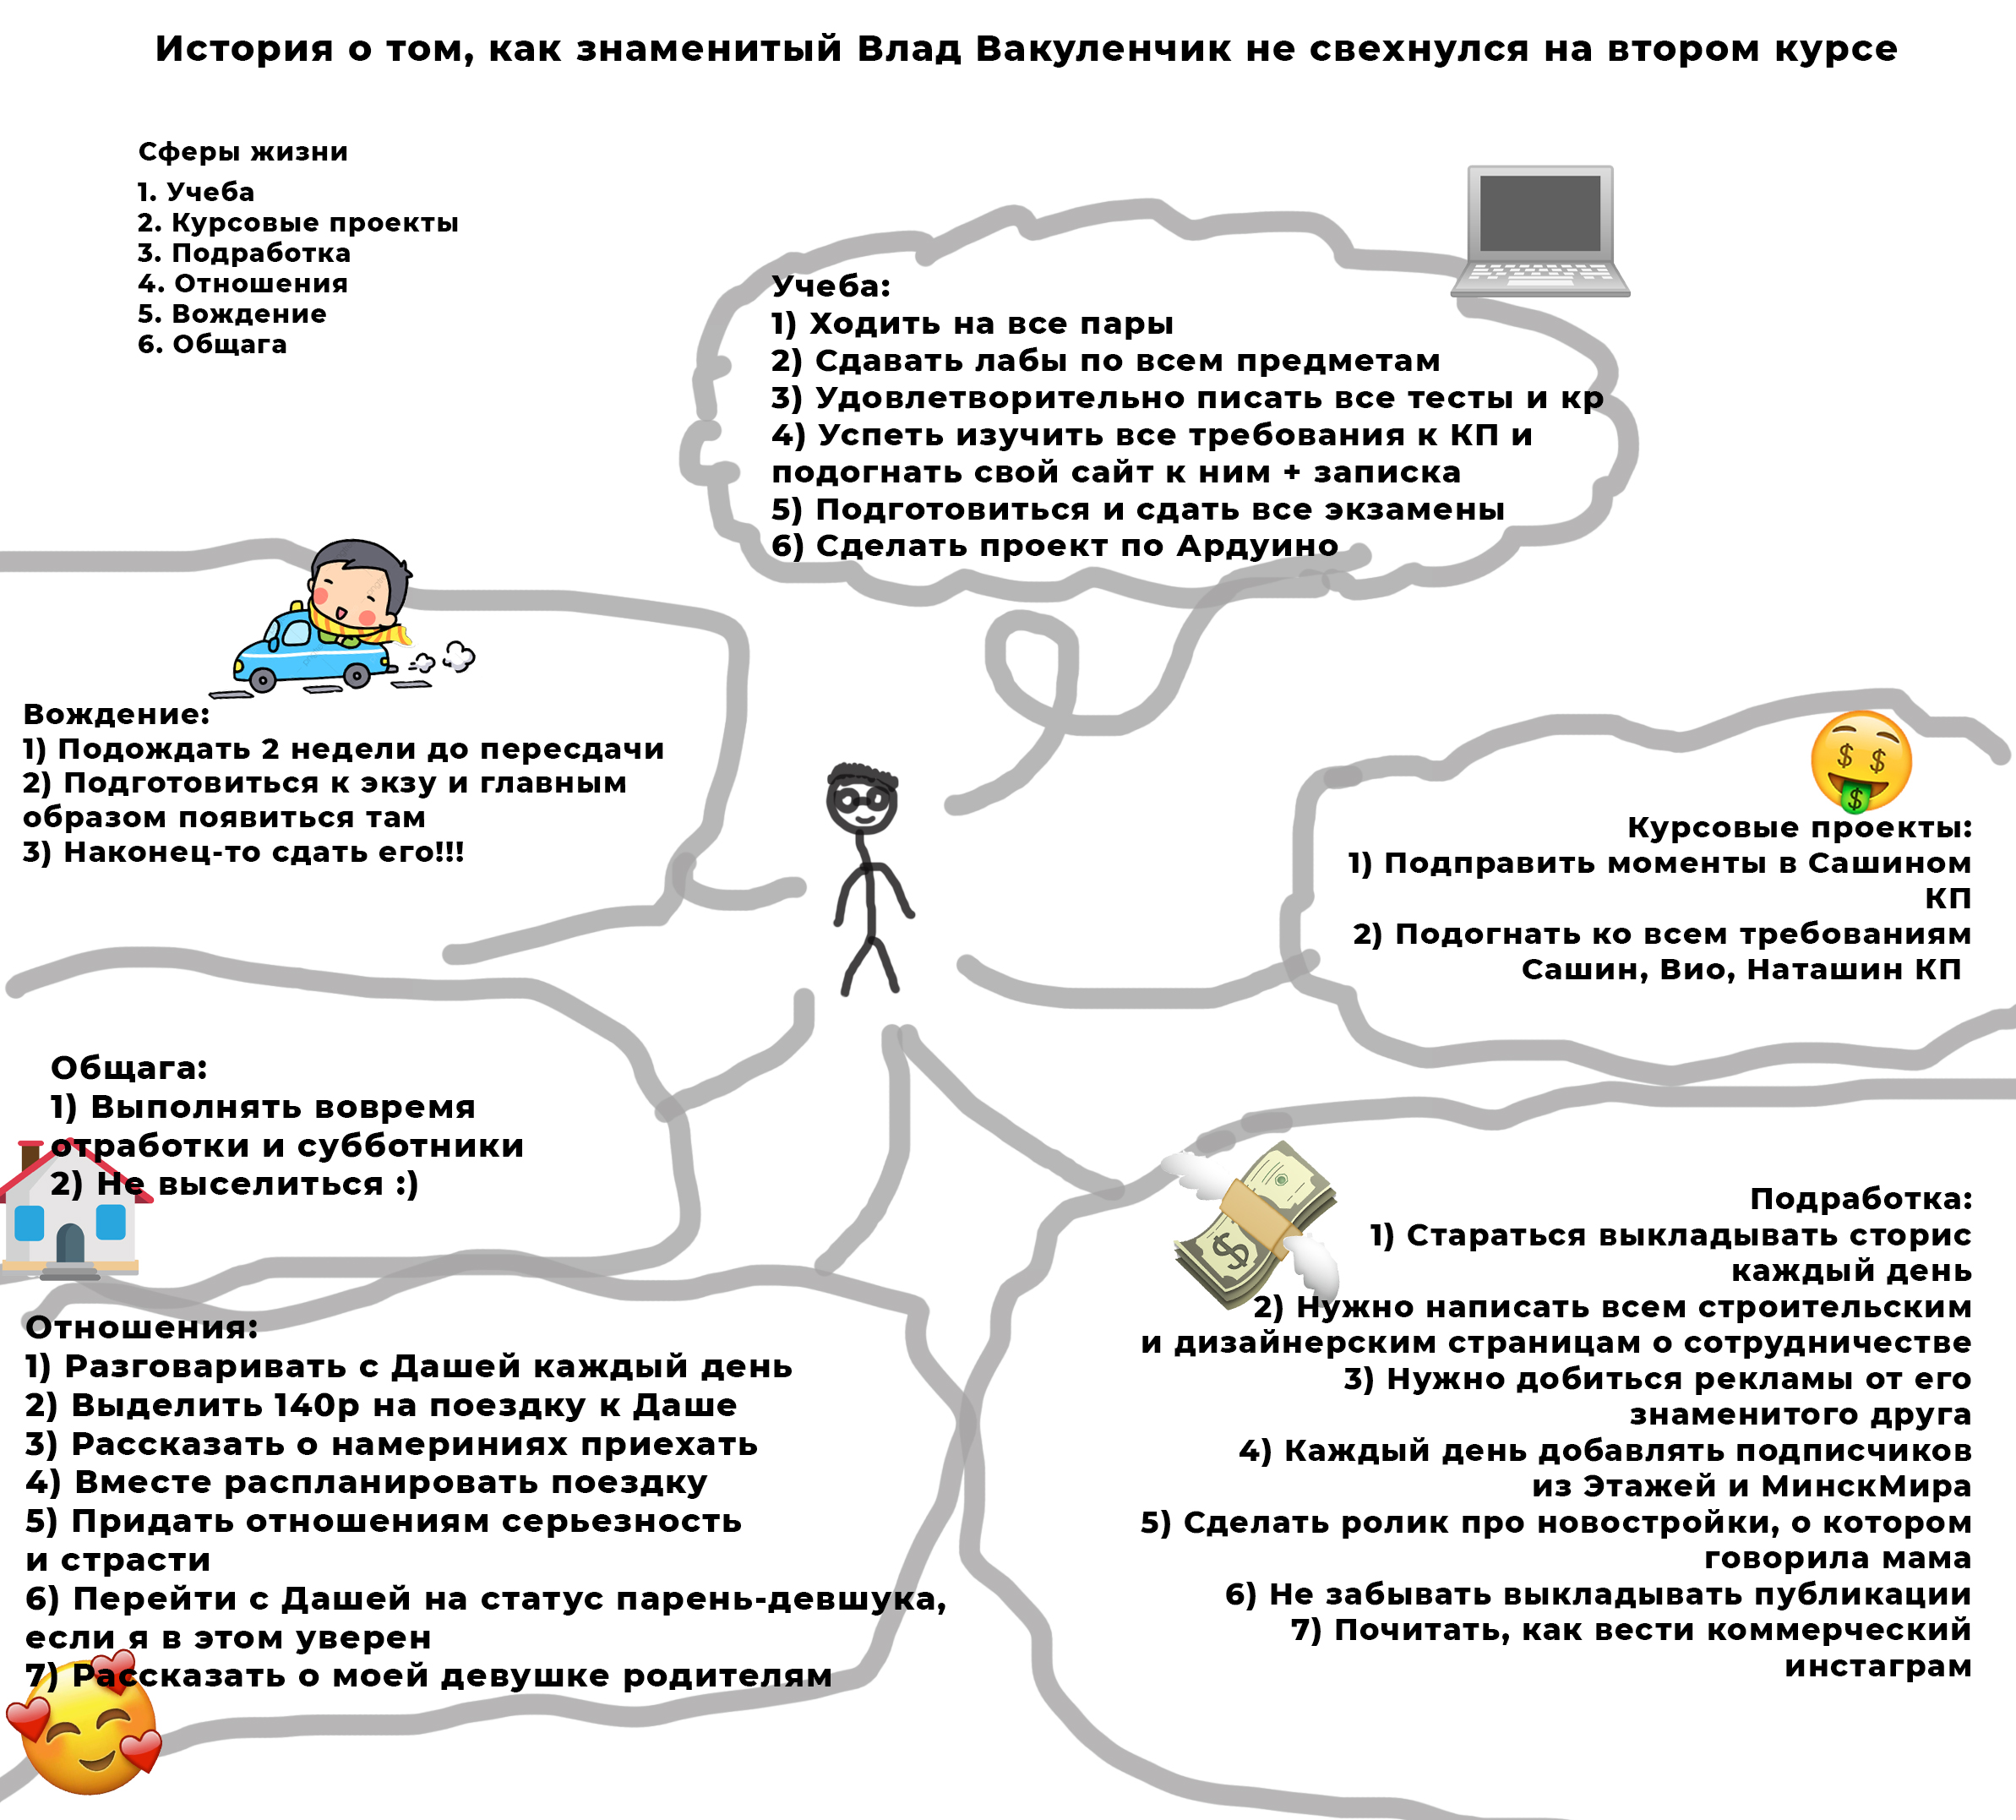 История о том, как знаменитый Влад Вакуленчик не свехнулся на втором курсе
Сферы жизни
1. Учеба
2. Курсовые проекты
3. Подработка
4. Отношения
5. Вождение
6. Общага
Учеба:
1) Ходить на все пары
2) Сдавать лабы по всем предметам
3) Удовлетворительно писать все тесты и кр
4) Успеть изучить все требования к КП и
подогнать свой сайт к ним + записка
5) Подготовиться и сдать все экзамены
6) Сделать проект по Ардуино
Вождение:
1) Подождать 2 недели до пересдачи
2) Подготовиться к экзу и главным
образом появиться там
3) Наконец-то сдать его!!!
Курсовые проекты:
1) Подправить моменты в Сашином
КП
2) Подогнать ко всем требованиям
Сашин, Вио, Наташин КП
Общага:
1) Выполнять вовремя
отработки и субботники
2) Не выселиться :)
Подработка:
1) Стараться выкладывать сторис
каждый день
2) Нужно написать всем строительским
и дизайнерским страницам о сотрудничестве
3) Нужно добиться рекламы от его
знаменитого друга
4) Каждый день добавлять подписчиков
из Этажей и МинскМира
5) Сделать ролик про новостройки, о котором
говорила мама
6) Не забывать выкладывать публикации
7) Почитать, как вести коммерческий
инстаграм
Отношения:
1) Разговаривать с Дашей каждый день
2) Выделить 140р на поездку к Даше
3) Рассказать о намериниях приехать
4) Вместе распланировать поездку
5) Придать отношениям серьезность
и страсти
6) Перейти с Дашей на статус парень-девшука,
если я в этом уверен
7) Рассказать о моей девушке родителям